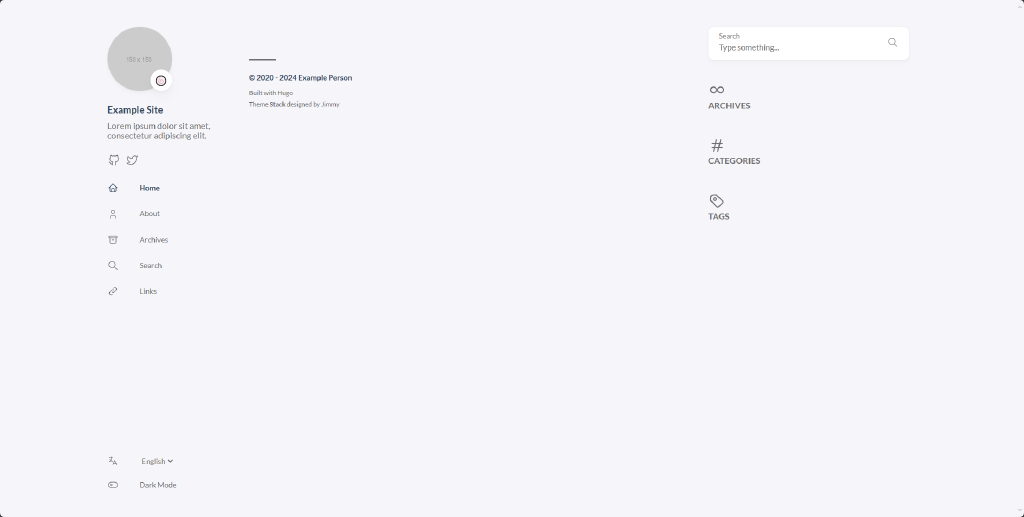 150 x 150
Example Site
Lorem ipsum dolor sit amet,
consectetur adipiscing elit.
Home
About
Archives
Search
Links
English
Dark Mode
© 2020 - 2024 Example Person
Built with Hugo
Theme Stack designed by Jimmy
Search
Type something...
ARCHIVES
CATEGORIES
TAGS